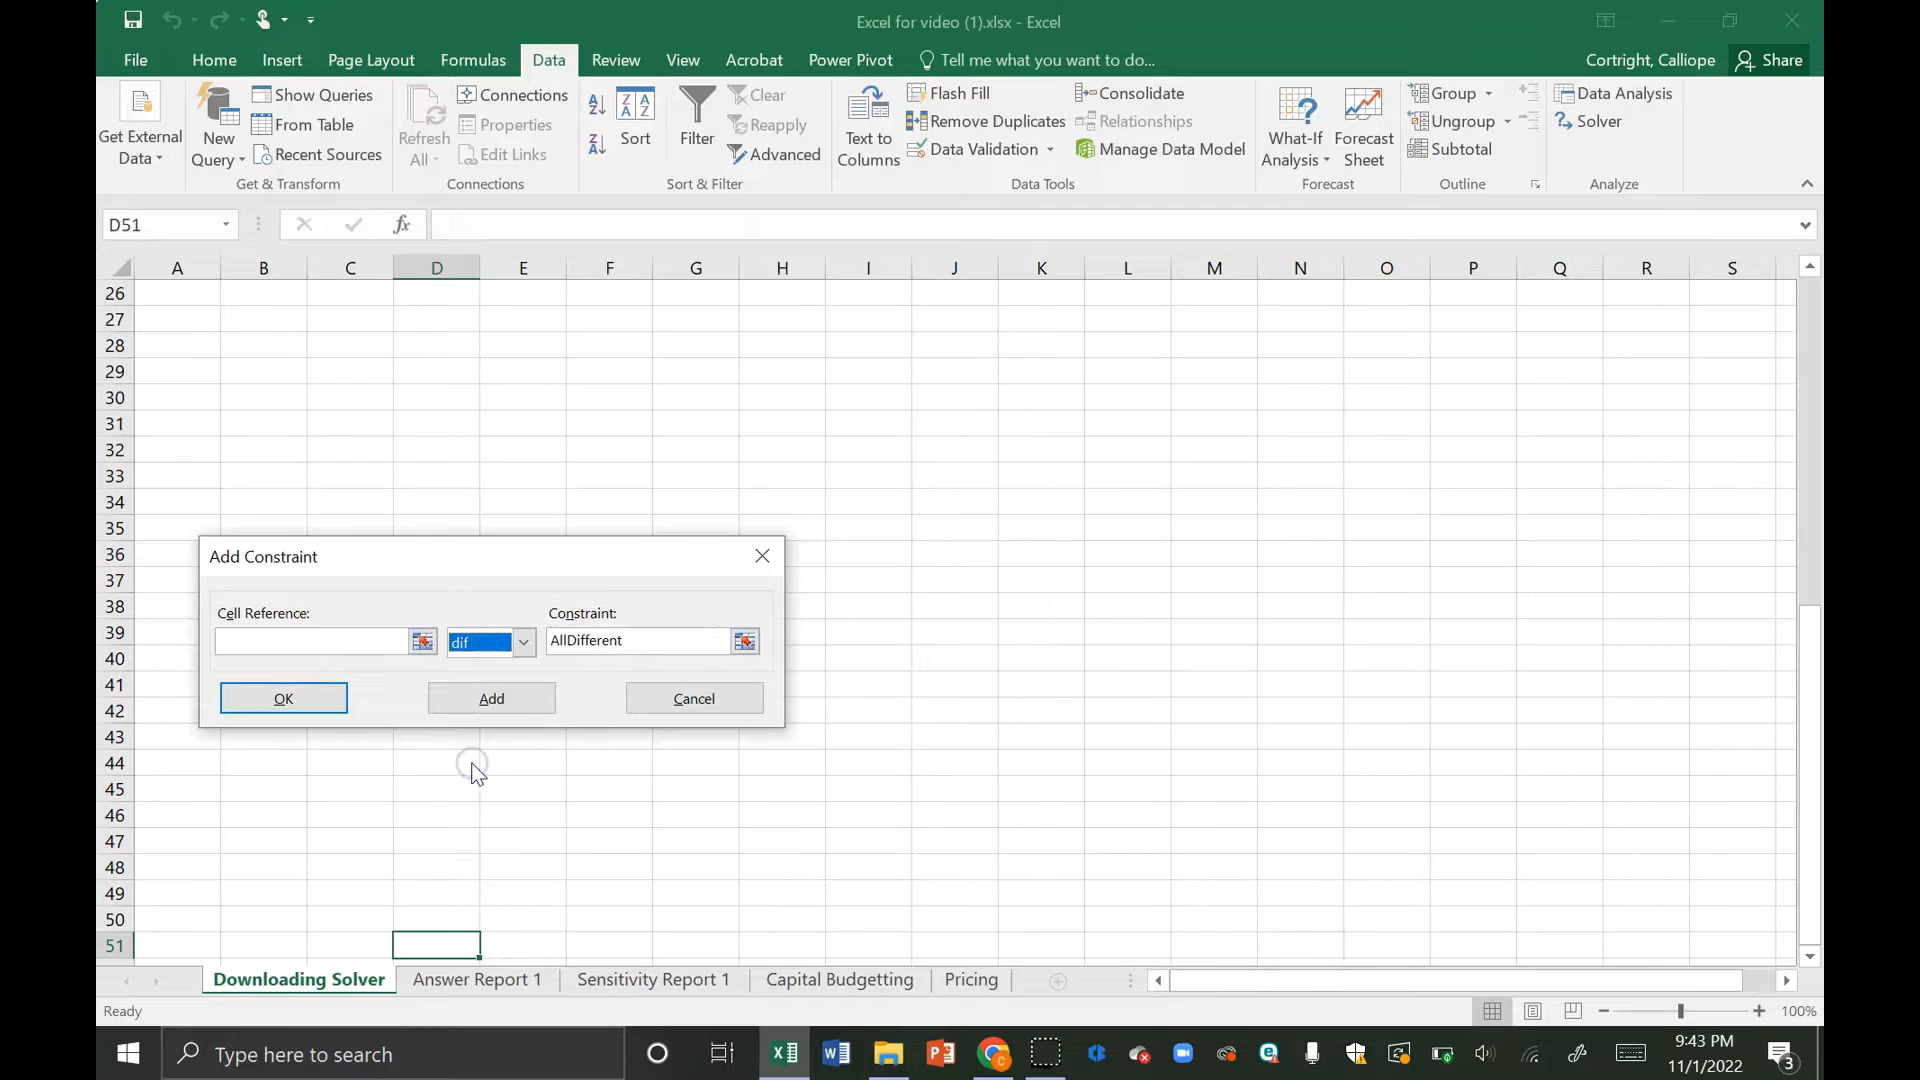 Excel for video (1).xlsx - Excel
File Home Insert Page Layout Formulas Data Review View Acrobat Power Pivot Tell me what you want to do... Cortright, Calliope Share
Get External Data
New Query
Show Queries
From Table
Recent Sources
Get & Transform
Refresh All
Connections
Properties
Edit Links
Connections
Sort
Filter
Clear
Reapply
Advanced
Sort & Filter
Text to Columns
Flash Fill
Remove Duplicates
Data Validation
Consolidate
Relationships
Manage Data Model
Data Tools
What-If Analysis
Forecast Sheet
Forecast
Group
Ungroup
Subtotal
Outline
Data Analysis
Solver
Analyze
D51
fx
A B C D E F G H I J K L M N O P Q R S
26
27
28
29
30
31
32
33
34
35
36
37
38
39
40
41
42
43
44
45
46
47
48
49
50
51
Add Constraint
Cell Reference: Constraint:
dif AllDifferent
OK Add Cancel
Downloading Solver Answer Report 1 Sensitivity Report 1 Capital Budgetting Pricing
Ready 100%
Type here to search
9:43 PM
11/1/2022
3